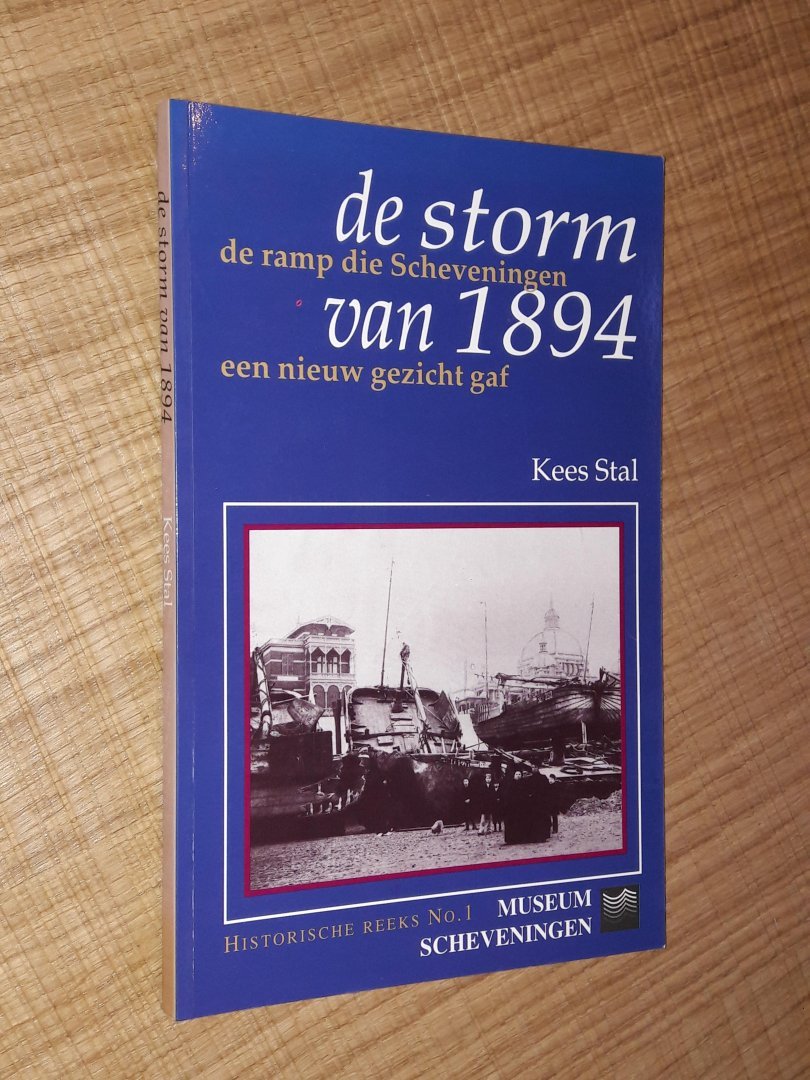 de storm
de ramp die Scheveningen
van 1894
een nieuw gezicht gaf
Kees Stal
HISTORISCHE REEKS NO.1
MUSEUM
SCHEVENINGEN
de storm van 1894
Kees Stal